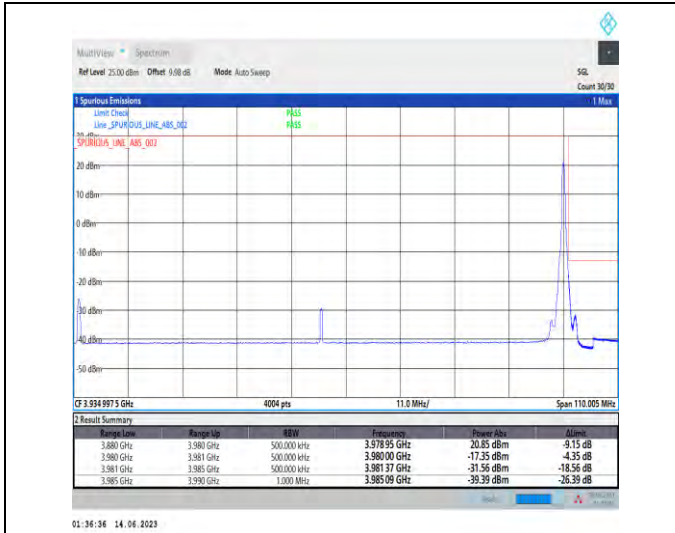 MultiView Spectrum
Ref Level 25.00 dBm Offset 9.98 dB Mode Auto Sweep SGL
Count 30/30
1 Spurious Emissions 1 Max
Limit Check PASS
Line _SPURIOUS_LINE_ABS_002 PASS
_SPURIOUS_LINE_ABS_002
20 dBm
10 dBm
0 dBm
-10 dBm
-20 dBm
-30 dBm
-40 dBm
-50 dBm
CF 3.934 997 5 GHz 4004 pts 11.0 MHz/ Span 110.005 MHz
2 Result Summary
Range Low Range Up RBW Frequency Power Abs ΔLimit
3.880 GHz 3.980 GHz 500.000 kHz 3.978 95 GHz 20.85 dBm -9.15 dB
3.980 GHz 3.981 GHz 500.000 kHz 3.980 00 GHz -17.35 dBm -4.35 dB
3.981 GHz 3.985 GHz 500.000 kHz 3.981 37 GHz -31.56 dBm -18.56 dB
3.985 GHz 3.990 GHz 1.000 MHz 3.985 09 GHz -39.39 dBm -26.39 dB
01:36:36 14.06.2023